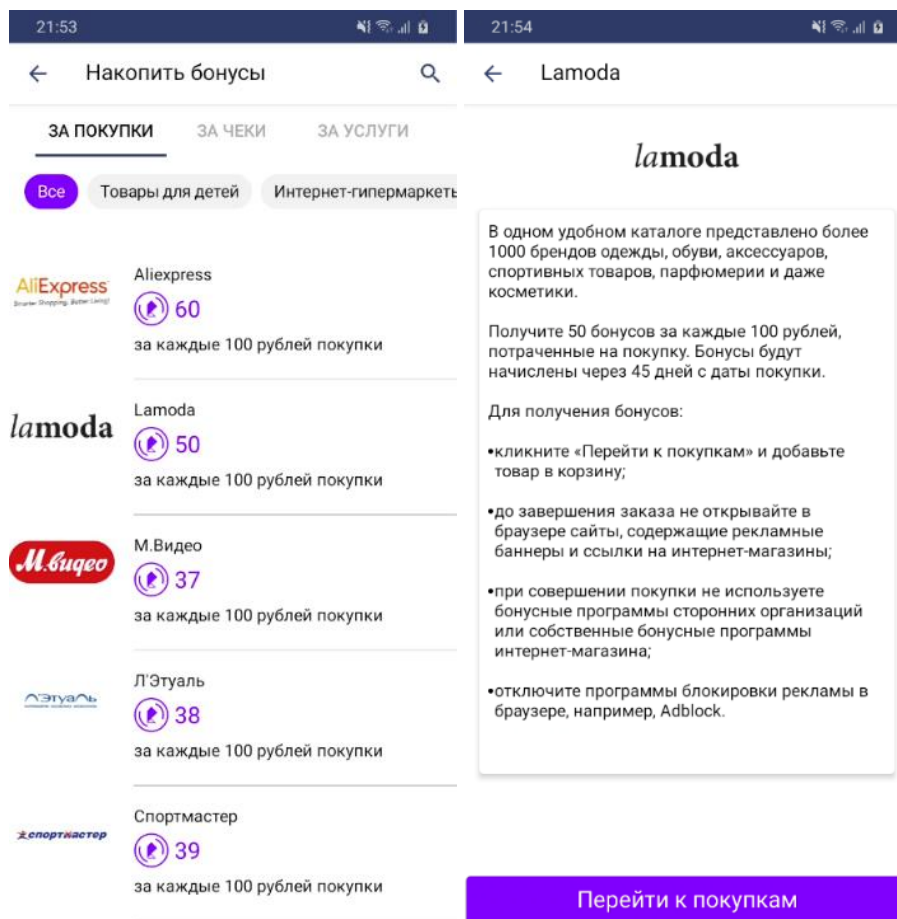 21:53
Накопить бонусы
ЗА ПОКУПКИ ЗА ЧЕКИ ЗА УСЛУГИ
Все Товары для детей Интернет-гипермаркеты
AliExpress
Smarter Shopping, Better Living!
Aliexpress
60
за каждые 100 рублей покупки
lamoda
Lamoda
50
за каждые 100 рублей покупки
М.видео
М.Видео
37
за каждые 100 рублей покупки
Л'Этуаль
Л'Этуаль
38
за каждые 100 рублей покупки
спортмастер
Спортмастер
39
за каждые 100 рублей покупки
21:54
Lamoda
lamoda
В одном удобном каталоге представлено более
1000 брендов одежды, обуви, аксессуаров,
спортивных товаров, парфюмерии и даже
косметики.
Получите 50 бонусов за каждые 100 рублей,
потраченные на покупку. Бонусы будут
начислены через 45 дней с даты покупки.
Для получения бонусов:
•кликните «Перейти к покупкам» и добавьте
товар в корзину;
•до завершения заказа не открывайте в
браузере сайты, содержащие рекламные
баннеры и ссылки на интернет-магазины;
•при совершении покупки не используете
бонусные программы сторонних организаций
или собственные бонусные программы
интернет-магазина;
•отключите программы блокировки рекламы в
браузере, например, Adblock.
Перейти к покупкам